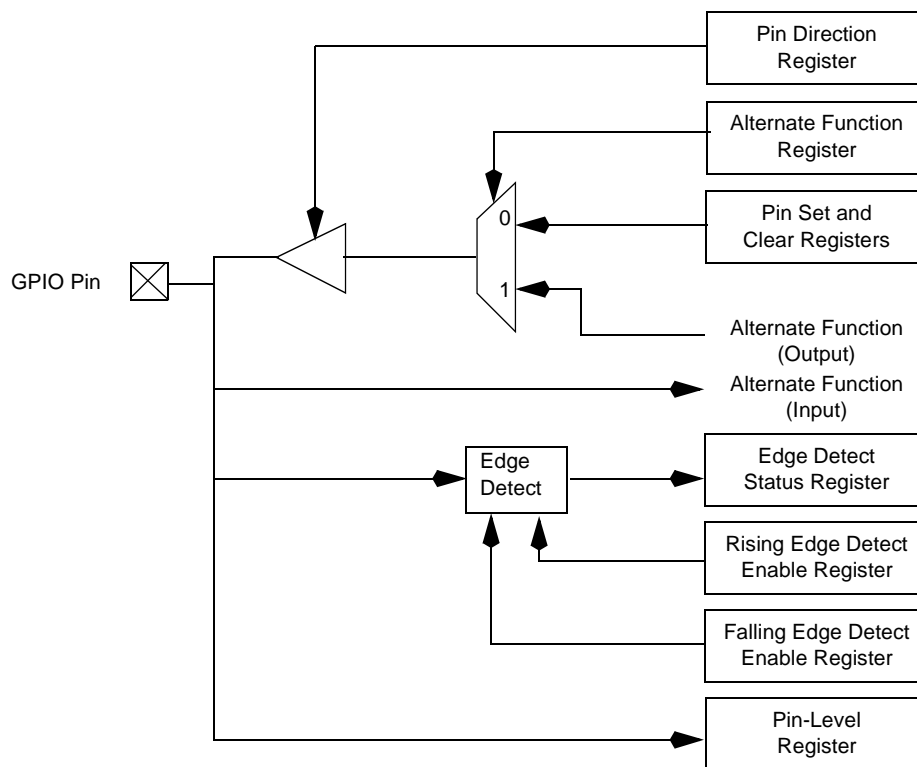 Pin Direction
Register
Alternate Function
Register
0
Pin Set and
Clear Registers
GPIO Pin
1
Alternate Function
(Output)
Alternate Function
(Input)
Edge
Detect
Edge Detect
Status Register
Rising Edge Detect
Enable Register
Falling Edge Detect
Enable Register
Pin-Level
Register